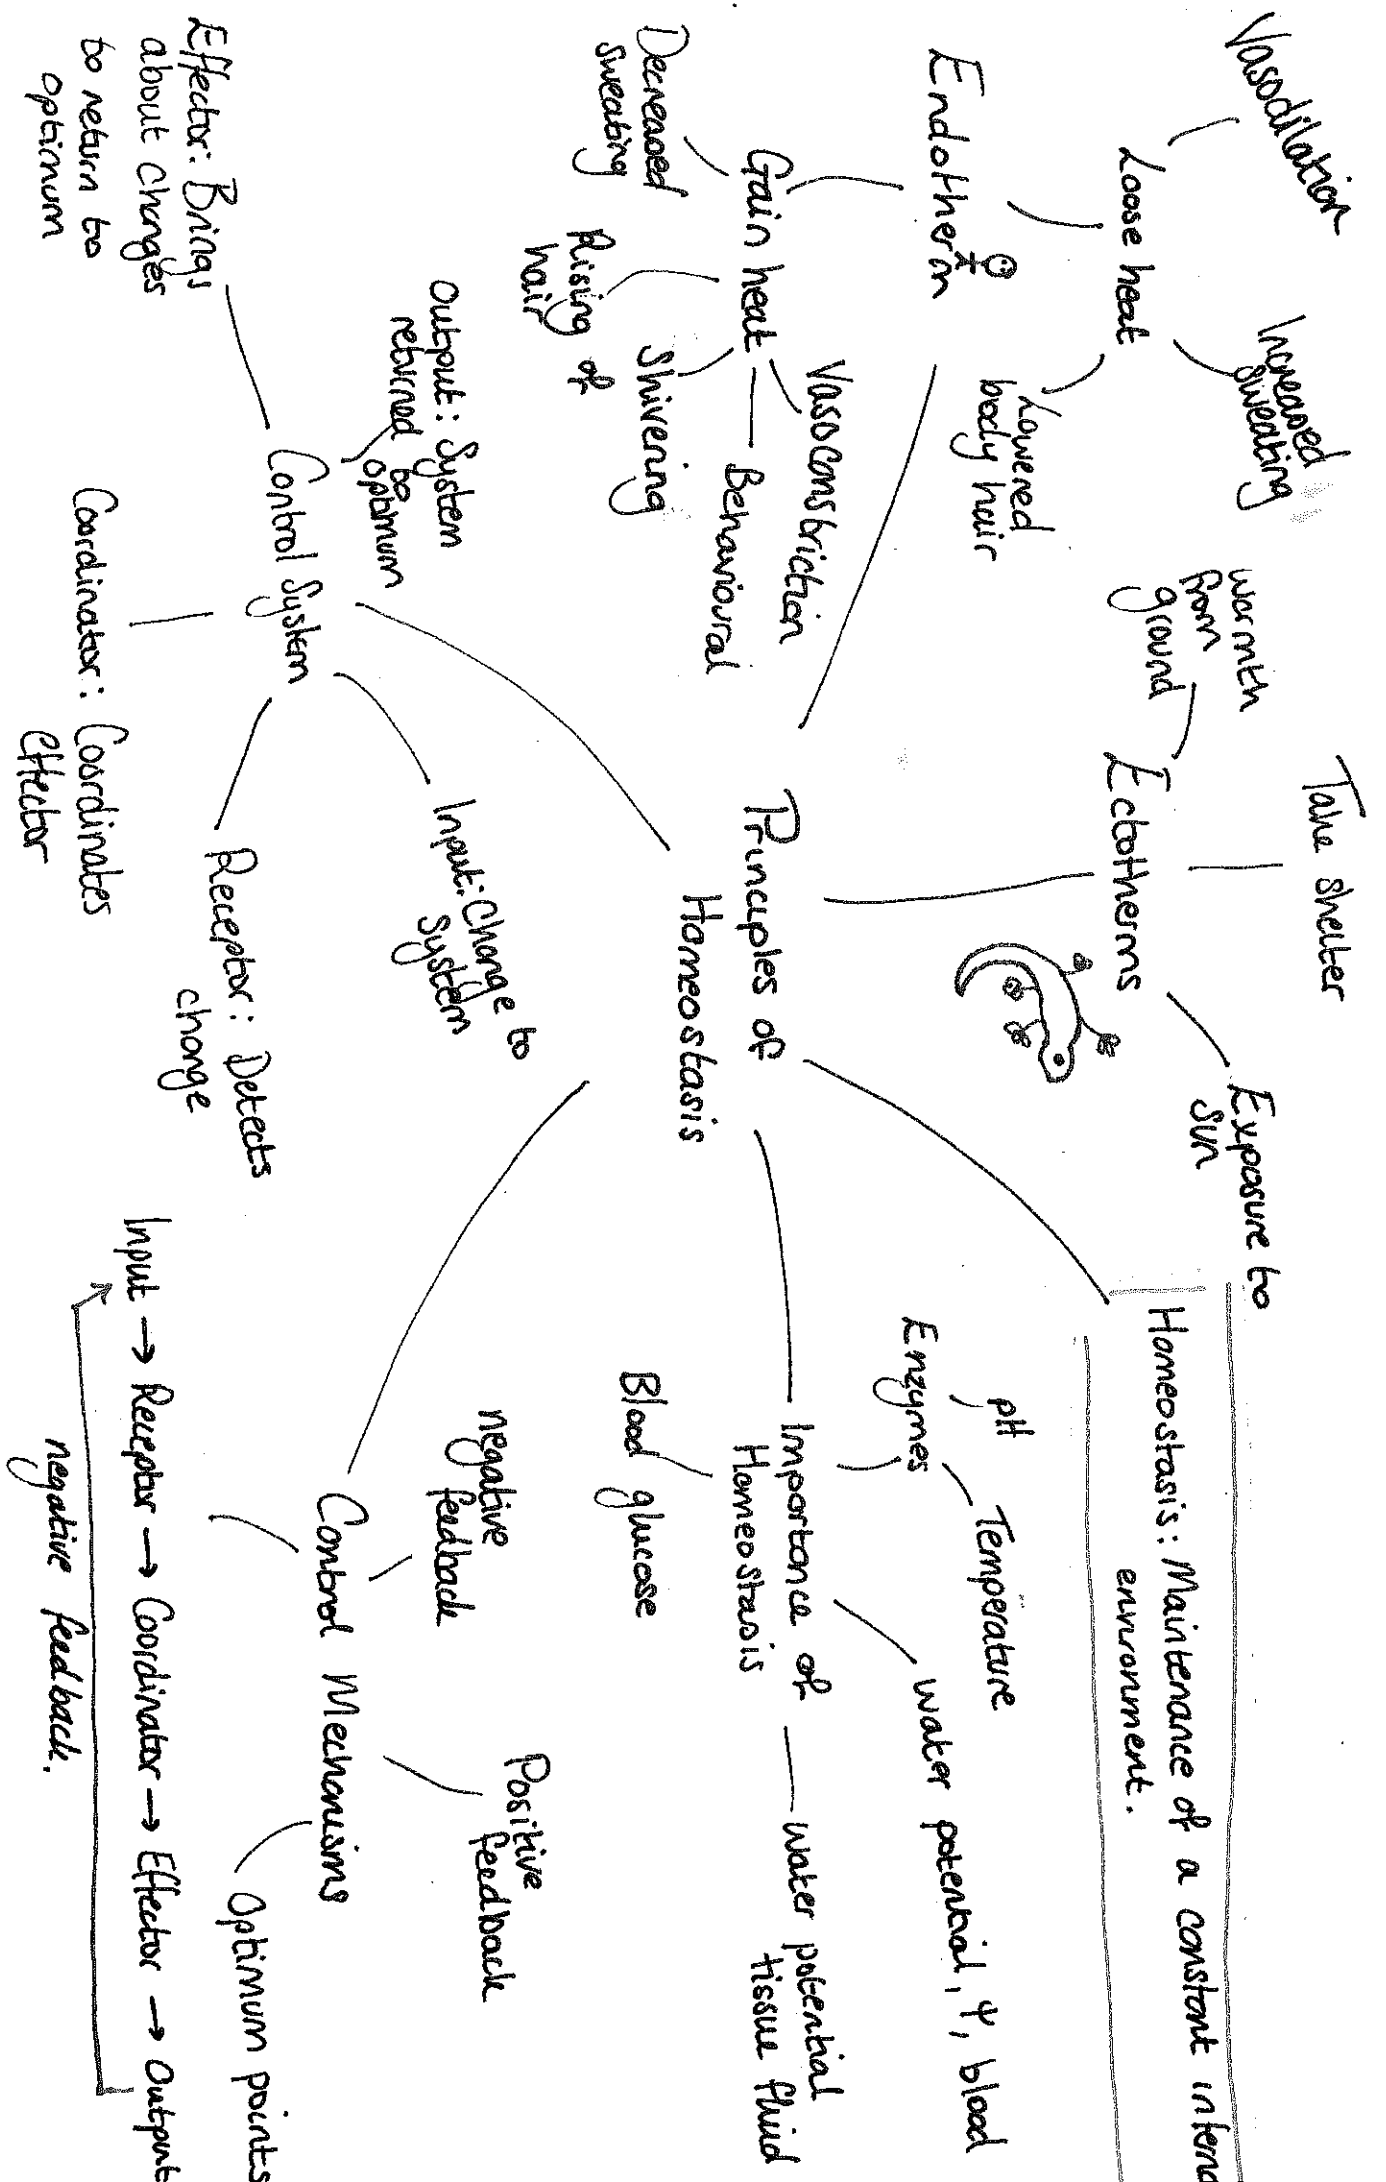 Vasodilation
Increased
sweating
Loose heat
Lowered
body hair
Endotherm
Gain heat
Decreased
sweating
Rising of
hair
Shivering
Behavioural
Vasoconstriction
Take shelter
warmth
from
ground
Ectotherms
Exposure to
Sun
Homeostasis: Maintenance of a constant
environment.
Principles of
Homeostasis
pH
Enzymes
Temperature
water potential, Ψ, blood
Importance of
Homeostasis
water potential
tissue fluid
Blood glucose
Output: System
returned to
optimum
Input: Change to
System
Control System
Effector: Brings
about changes
to return to
optimum
Coordinator: Coordinates
effector
Receptor: Detects
change
negative
feedback
Positive
feedback
Control Mechanisms
Optimum points
Input → Receptor → Coordinator → Effector → Output
negative feedback.